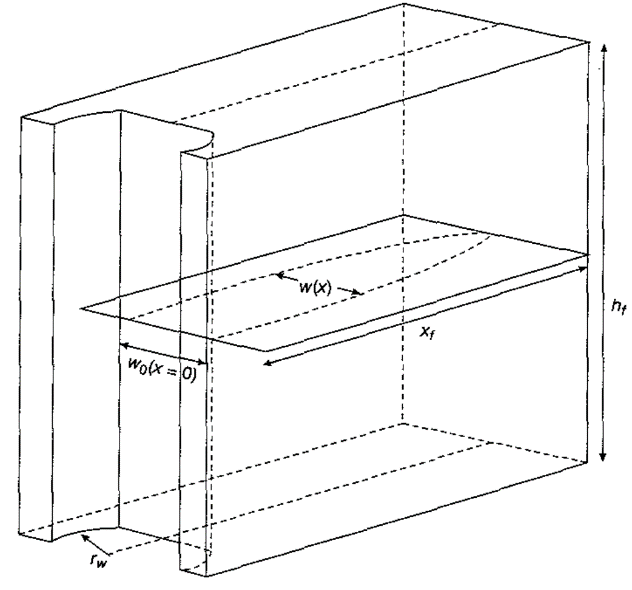 w(x)
x_f
h_f
w_0(x = 0)
r_w